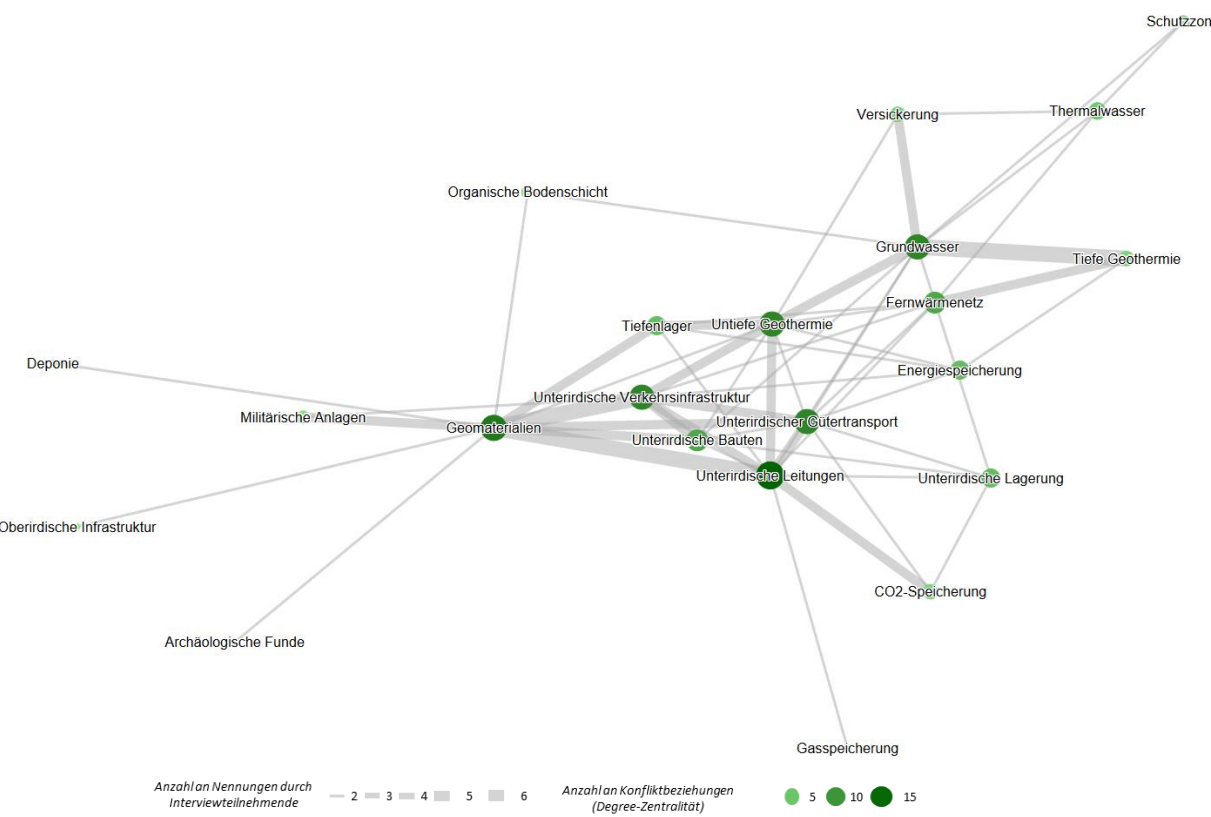 Schutzzon
Versickerung
Thermalwasser
Organische Bodenschicht
Grundwasser
Tiefe Geothermie
Fernwärmenetz
Tiefenlager
Untiefe Geothermie
Deponie
Energiespeicherung
Unterirdische Verkehrsinfrastruktur
Militärische Anlagen
Geomaterialien
Unterirdischer Gütertransport
Unterirdische Bauten
Unterirdische Leitungen
Unterirdische Lagerung
Oberirdische Infrastruktur
CO2-Speicherung
Archäologische Funde
Gasspeicherung
Anzahl an Nennungen durch
Interviewteilnehmende
2 3 4 5 6
Anzahl an Konfliktbeziehungen
(Degree-Zentralität)
5 10 15